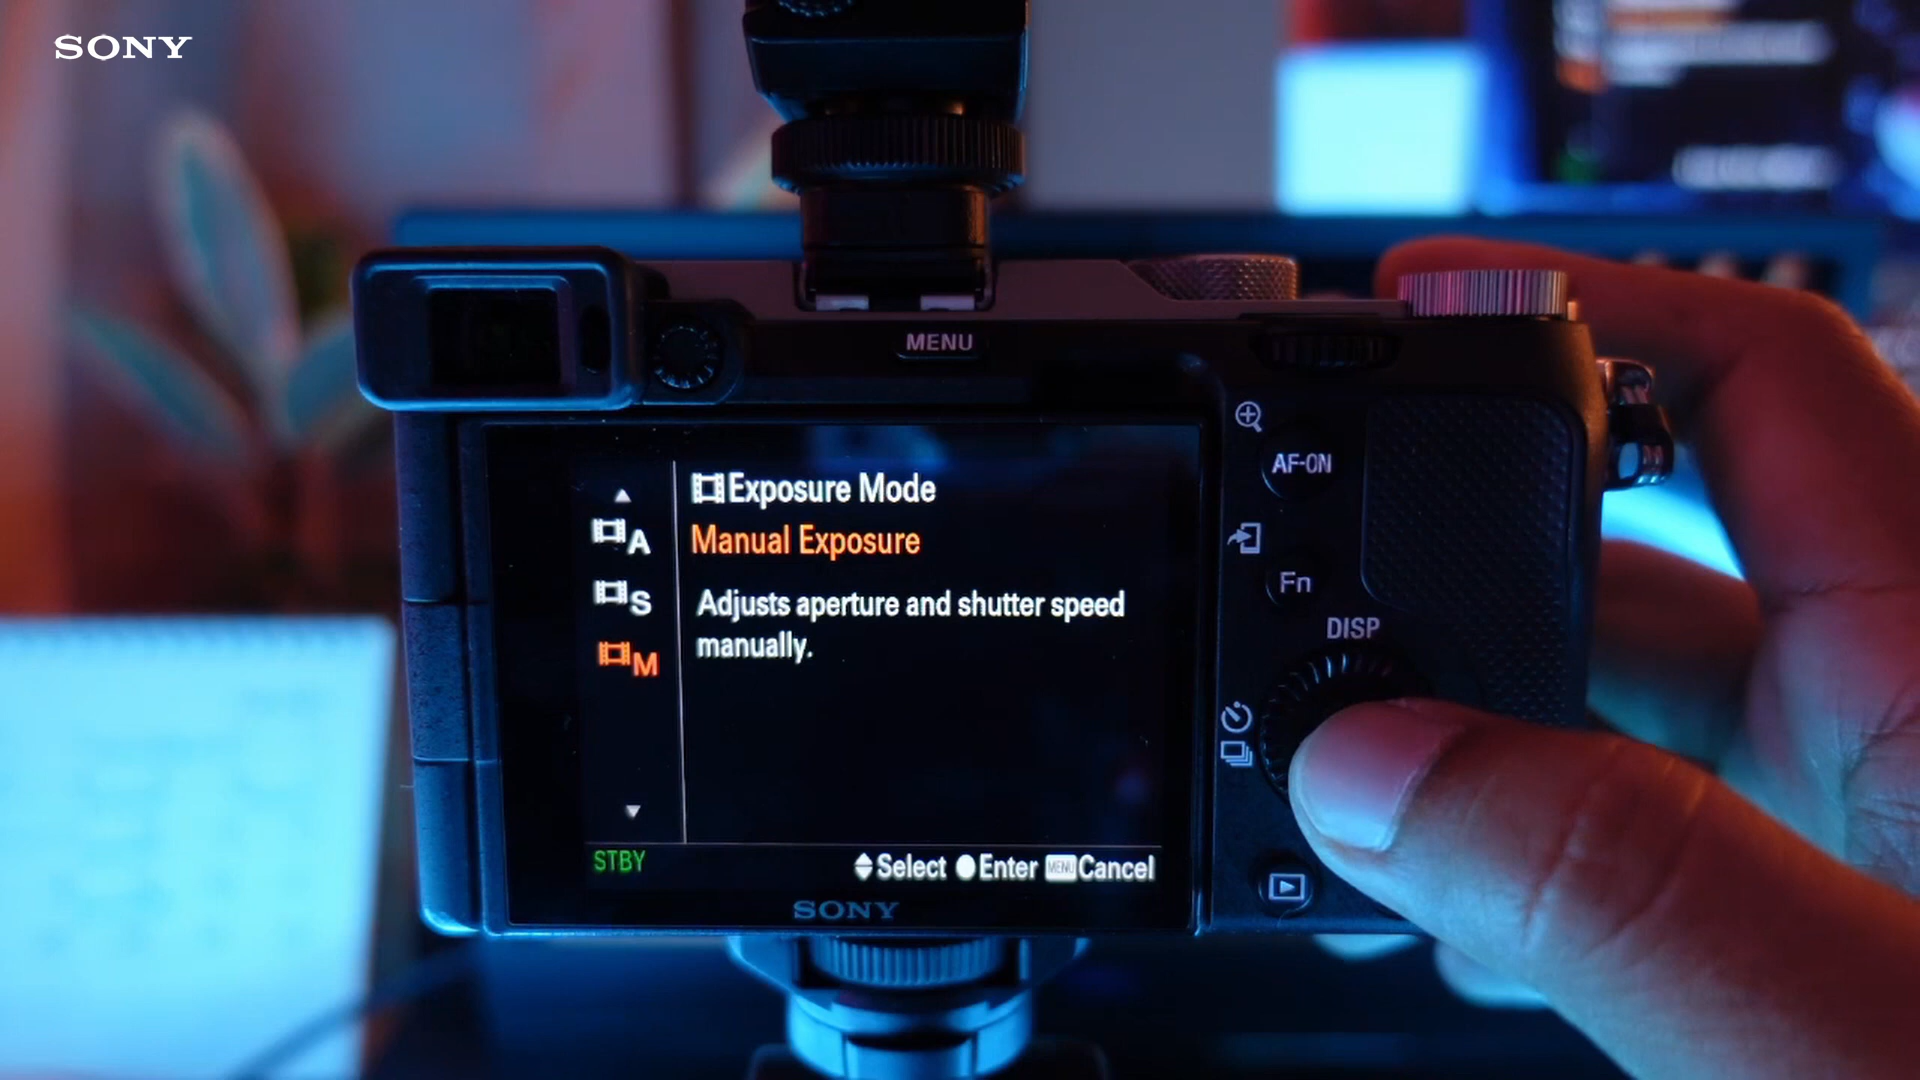 SONY
MENU
AF-ON
Exposure Mode
A
Manual Exposure
S
Fn
Adjusts aperture and shutter speed
manually.
DISP
M
STBY
Select Enter MENU Cancel
SONY